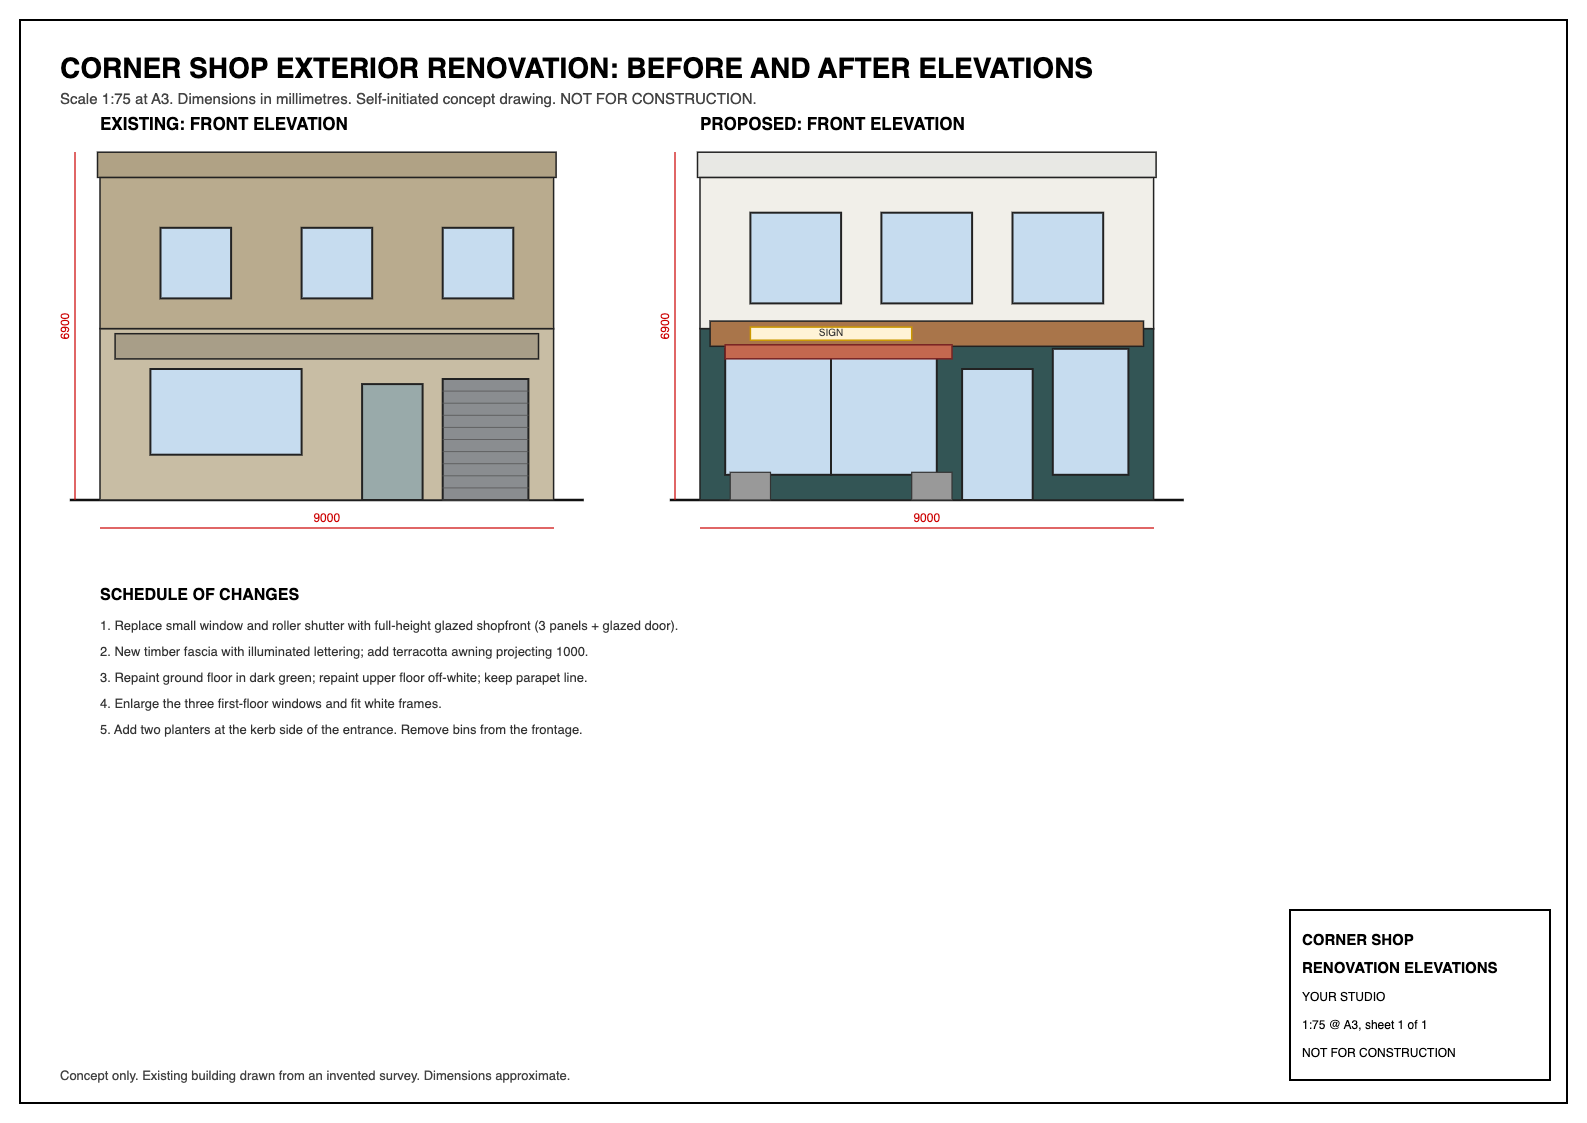 CORNER SHOP EXTERIOR RENOVATION: BEFORE AND AFTER ELEVATIONS
Scale 1:75 at A3. Dimensions in millimetres. Self-initiated concept drawing. NOT FOR CONSTRUCTION.
EXISTING: FRONT ELEVATION
6900
9000
PROPOSED: FRONT ELEVATION
6900
SIGN
9000
SCHEDULE OF CHANGES
1. Replace small window and roller shutter with full-height glazed shopfront (3 panels + glazed door).
2. New timber fascia with illuminated lettering; add terracotta awning projecting 1000.
3. Repaint ground floor in dark green; repaint upper floor off-white; keep parapet line.
4. Enlarge the three first-floor windows and fit white frames.
5. Add two planters at the kerb side of the entrance. Remove bins from the frontage.
CORNER SHOP
RENOVATION ELEVATIONS
YOUR STUDIO
1:75 @ A3, sheet 1 of 1
NOT FOR CONSTRUCTION
Concept only. Existing building drawn from an invented survey. Dimensions approximate.